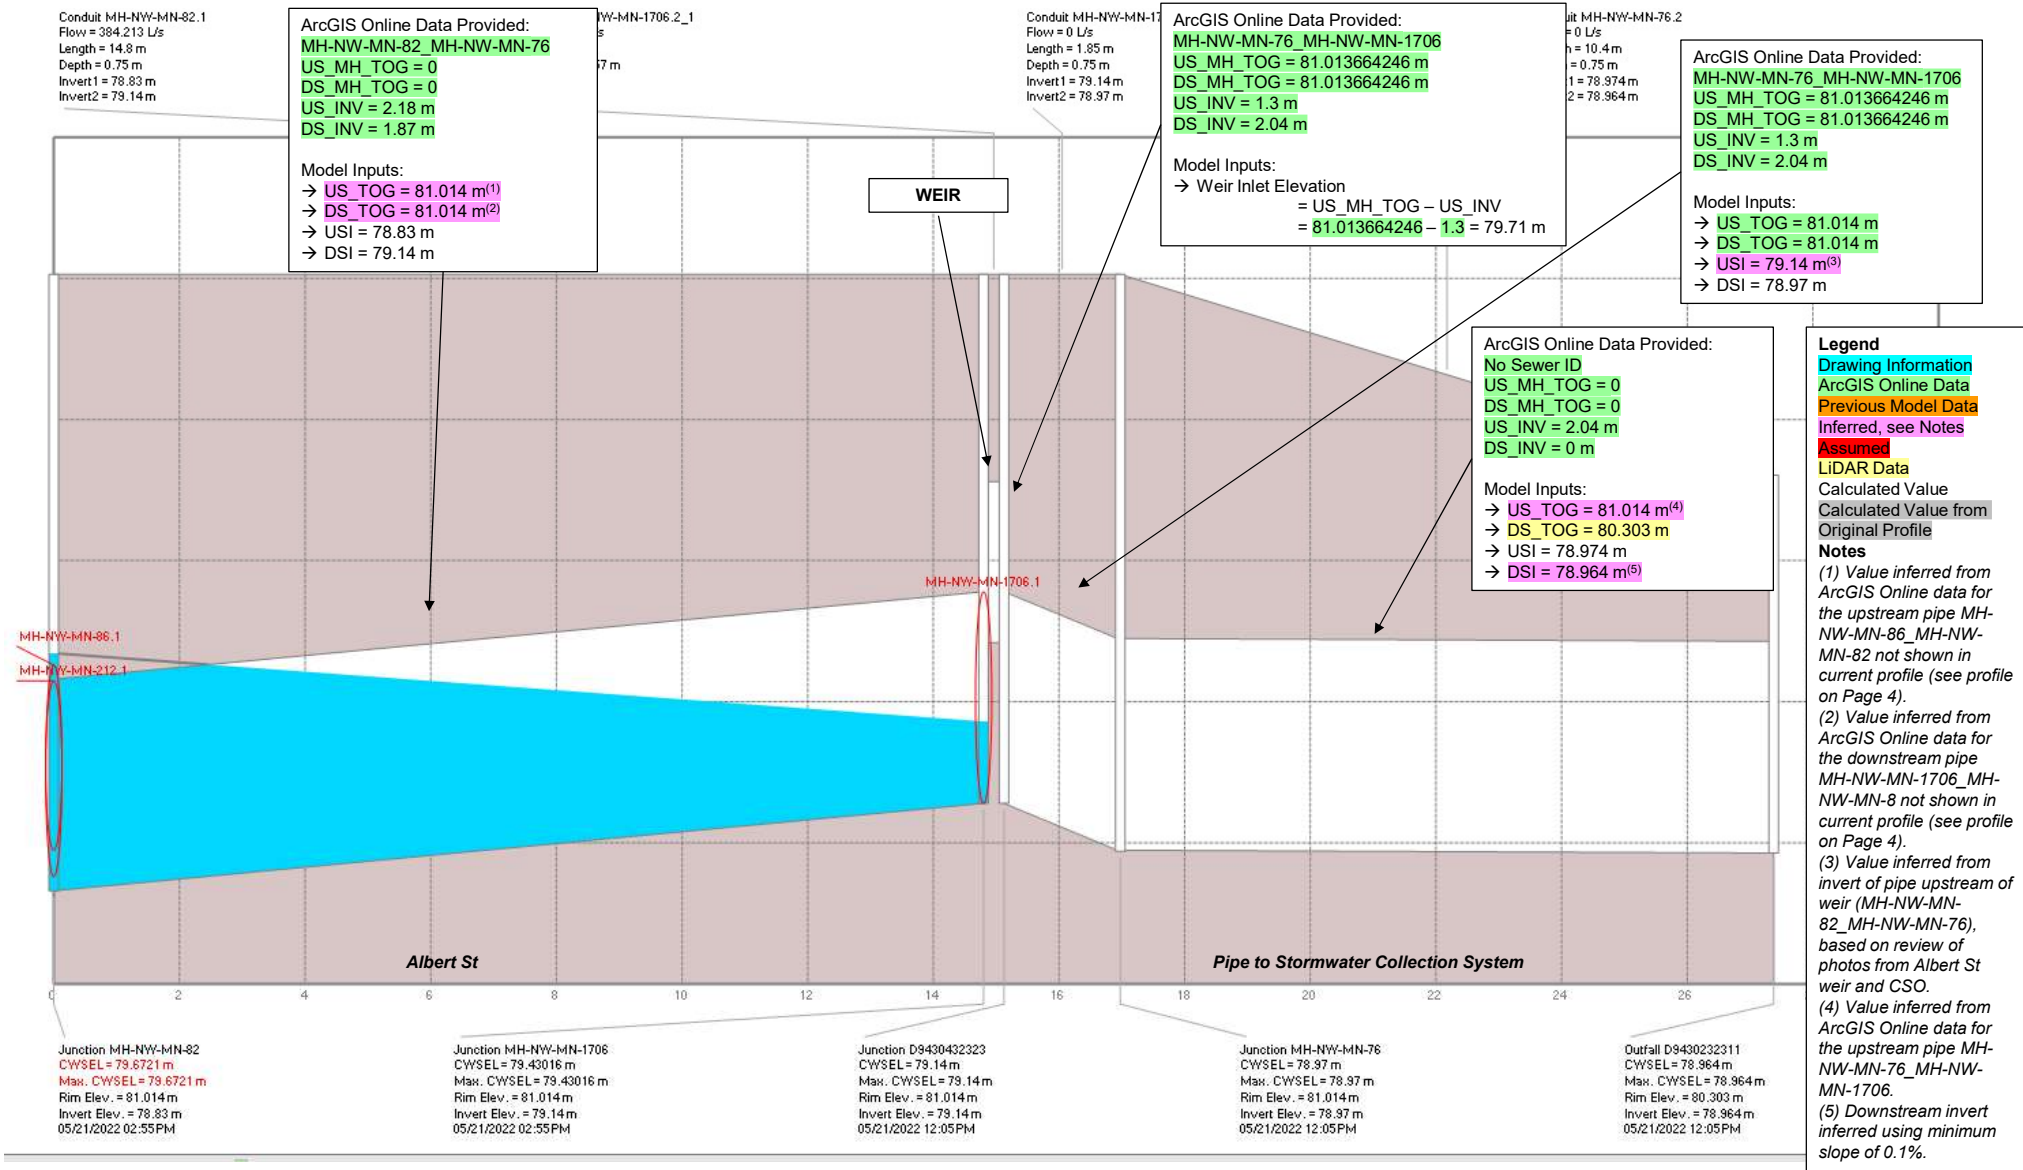 Conduit MH-NW-MN-82.1
Flow = 384.213 L/s
Length = 14.8 m
Depth = 0.75 m
Invert1 = 78.83 m
Invert2 = 79.14 m
ArcGIS Online Data Provided:
MH-NW-MN-82_MH-NW-MN-76
US_MH_TOG = 0
DS_MH_TOG = 0
US_INV = 2.18 m
DS_INV = 1.87 m
Model Inputs:
→ US_TOG = 81.014 m(1)
→ DS_TOG = 81.014 m(2)
→ USI = 78.83 m
→ DSI = 79.14 m
W-MN-1706.2_1
/s
57 m
WEIR
Conduit MH-NW-MN-17
Flow = 0 L/s
Length = 1.85 m
Depth = 0.75 m
Invert1 = 79.14 m
Invert2 = 78.97 m
ArcGIS Online Data Provided:
MH-NW-MN-76_MH-NW-MN-1706
US_MH_TOG = 81.013664246 m
DS_MH_TOG = 81.013664246 m
US_INV = 1.3 m
DS_INV = 2.04 m
Model Inputs:
→ Weir Inlet Elevation
= US_MH_TOG – US_INV
= 81.013664246 – 1.3 = 79.71 m
uit MH-NW-MN-76.2
= 0 L/s
h = 10.4 m
= 0.75 m
1 = 78.974 m
2 = 78.964 m
ArcGIS Online Data Provided:
MH-NW-MN-76_MH-NW-MN-1706
US_MH_TOG = 81.013664246 m
DS_MH_TOG = 81.013664246 m
US_INV = 1.3 m
DS_INV = 2.04 m
Model Inputs:
→ US_TOG = 81.014 m
→ DS_TOG = 81.014 m
→ USI = 79.14 m(3)
→ DSI = 78.97 m
ArcGIS Online Data Provided:
No Sewer ID
US_MH_TOG = 0
DS_MH_TOG = 0
US_INV = 2.04 m
DS_INV = 0 m
Model Inputs:
→ US_TOG = 81.014 m(4)
→ DS_TOG = 80.303 m
→ USI = 78.974 m
→ DSI = 78.964 m(5)
Legend
Drawing Information
ArcGIS Online Data
Previous Model Data
Inferred, see Notes
Assumed
LiDAR Data
Calculated Value
Calculated Value from
Original Profile
Notes
(1) Value inferred from
ArcGIS Online data for
the upstream pipe MH-
NW-MN-86_MH-NW-
MN-82 not shown in
current profile (see profile
on Page 4).
(2) Value inferred from
ArcGIS Online data for
the downstream pipe
MH-NW-MN-1706_MH-
NW-MN-8 not shown in
current profile (see profile
on Page 4).
(3) Value inferred from
invert of pipe upstream of
weir (MH-NW-MN-
82_MH-NW-MN-76),
based on review of
photos from Albert St
weir and CSO.
(4) Value inferred from
ArcGIS Online data for
the upstream pipe MH-
NW-MN-76_MH-NW-
MN-1706.
(5) Downstream invert
inferred using minimum
slope of 0.1%.
MH-NW-MN-86.1
MH-NW-MN-212.1
MH-NW-MN-1706.1
Albert St
Pipe to Stormwater Collection System
0 2 4 6 8 10 12 14 16 18 20 22 24 26
Junction MH-NW-MN-82
CWSEL = 79.6721 m
Max. CWSEL = 79.6721 m
Rim Elev. = 81.014 m
Invert Elev. = 78.83 m
05/21/2022 02:55PM
Junction MH-NW-MN-1706
CWSEL = 79.43016 m
Max. CWSEL = 79.43016 m
Rim Elev. = 81.014 m
Invert Elev. = 79.14 m
05/21/2022 02:55PM
Junction D9430432323
CWSEL = 79.14 m
Max. CWSEL = 79.14 m
Rim Elev. = 81.014 m
Invert Elev. = 79.14 m
05/21/2022 12:05PM
Junction MH-NW-MN-76
CWSEL = 78.97 m
Max. CWSEL = 78.97 m
Rim Elev. = 81.014 m
Invert Elev. = 78.97 m
05/21/2022 12:05PM
Outfall D9430232311
CWSEL = 78.964 m
Max. CWSEL = 78.964 m
Rim Elev. = 80.303 m
Invert Elev. = 78.964 m
05/21/2022 12:05PM